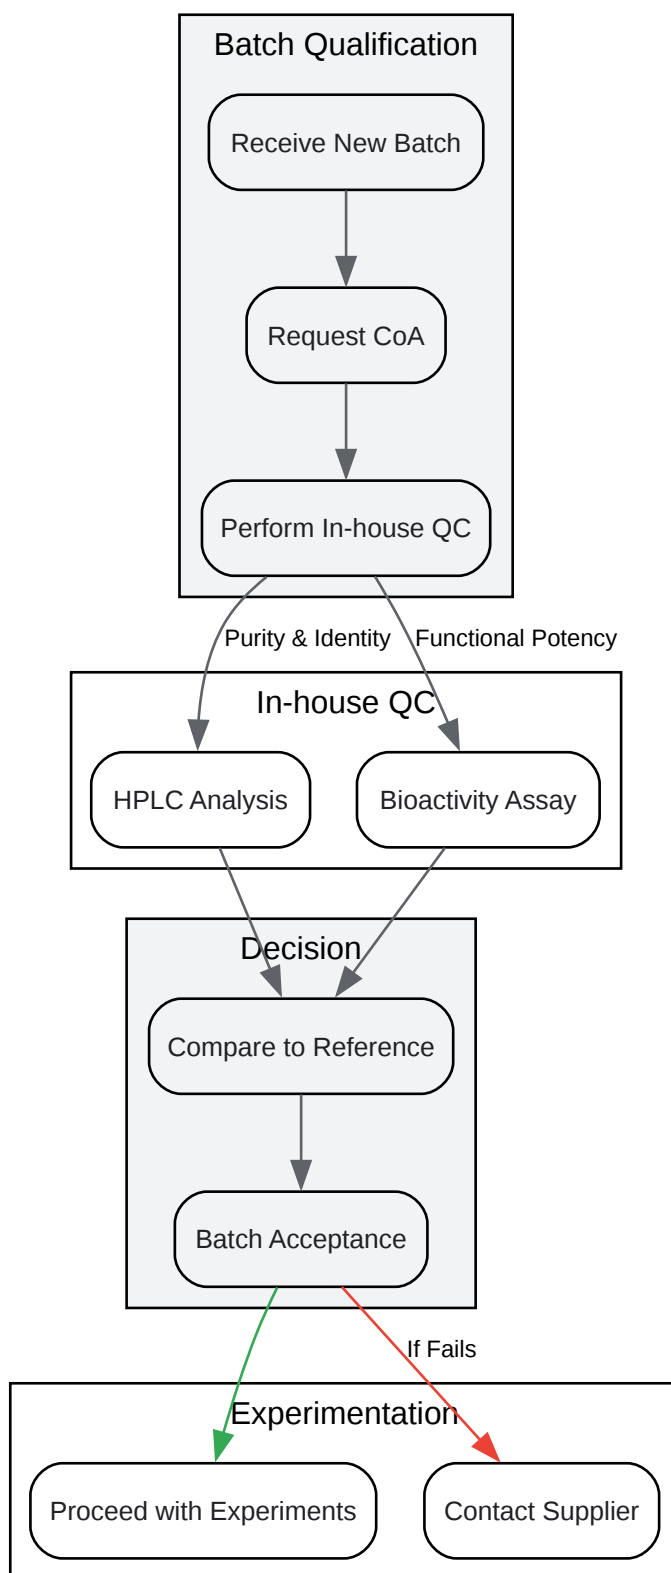 Batch Qualification
Receive New Batch
Request CoA
Perform In-house QC
Purity & Identity
Functional Potency
In-house QC
HPLC Analysis
Bioactivity Assay
Decision
Compare to Reference
Batch Acceptance
If Fails
Experimentation
Proceed with Experiments
Contact Supplier